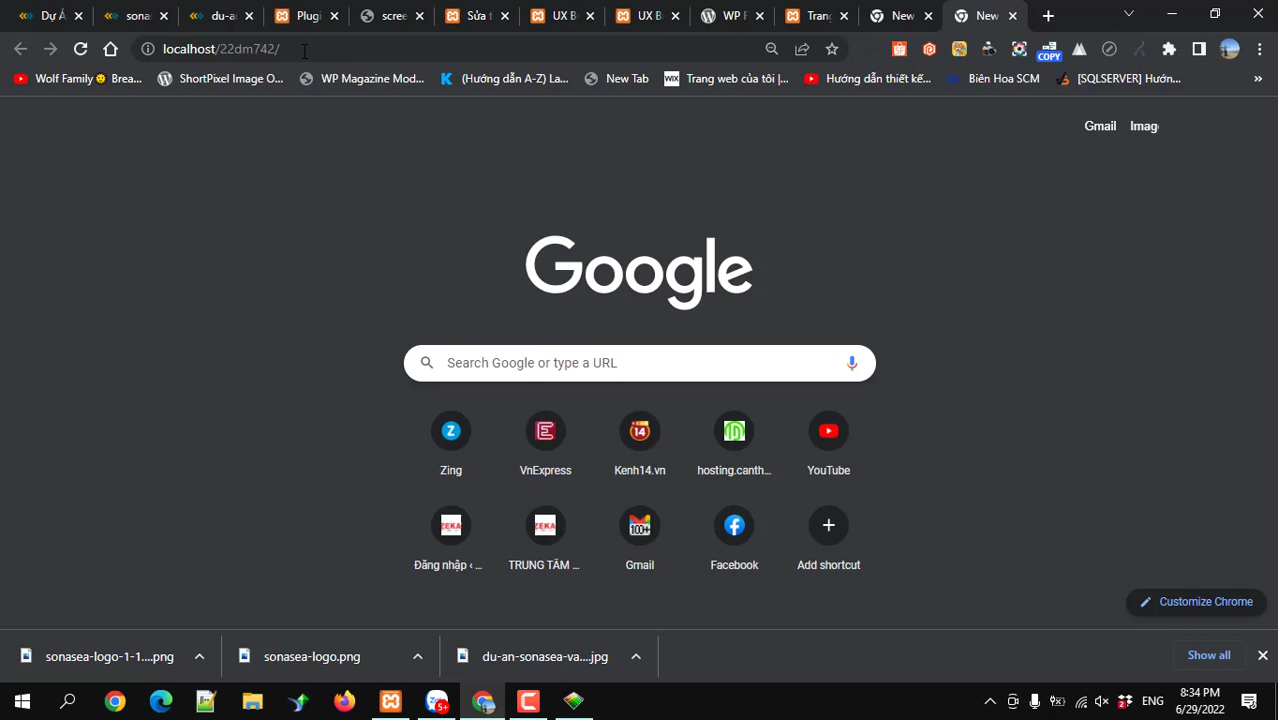 Dự Á
sona
du-a
Plugi
scree
Sửa t
UX B
UX B
WP F
Trang
New
New
localhost/22dm742/
COPY
Wolf Family😗 Brea...
ShortPixel Image O...
WP Magazine Mod...
(Hướng dẫn A-Z) La...
New Tab
WIX
Trang web của tôi |...
Hướng dẫn thiết kế...
Biên Hoa SCM
[SQLSERVER] Hướn...
Gmail
Imag
Google
Search Google or type a URL
Zing
VnExpress
Kenh14.vn
hosting.canth...
YouTube
Đăng nhập ‹ ...
TRUNG TÂM ...
Gmail
Facebook
Add shortcut
Customize Chrome
sonasea-logo-1-1....png
sonasea-logo.png
du-an-sonasea-va....jpg
Show all
ENG
8:34 PM
6/29/2022